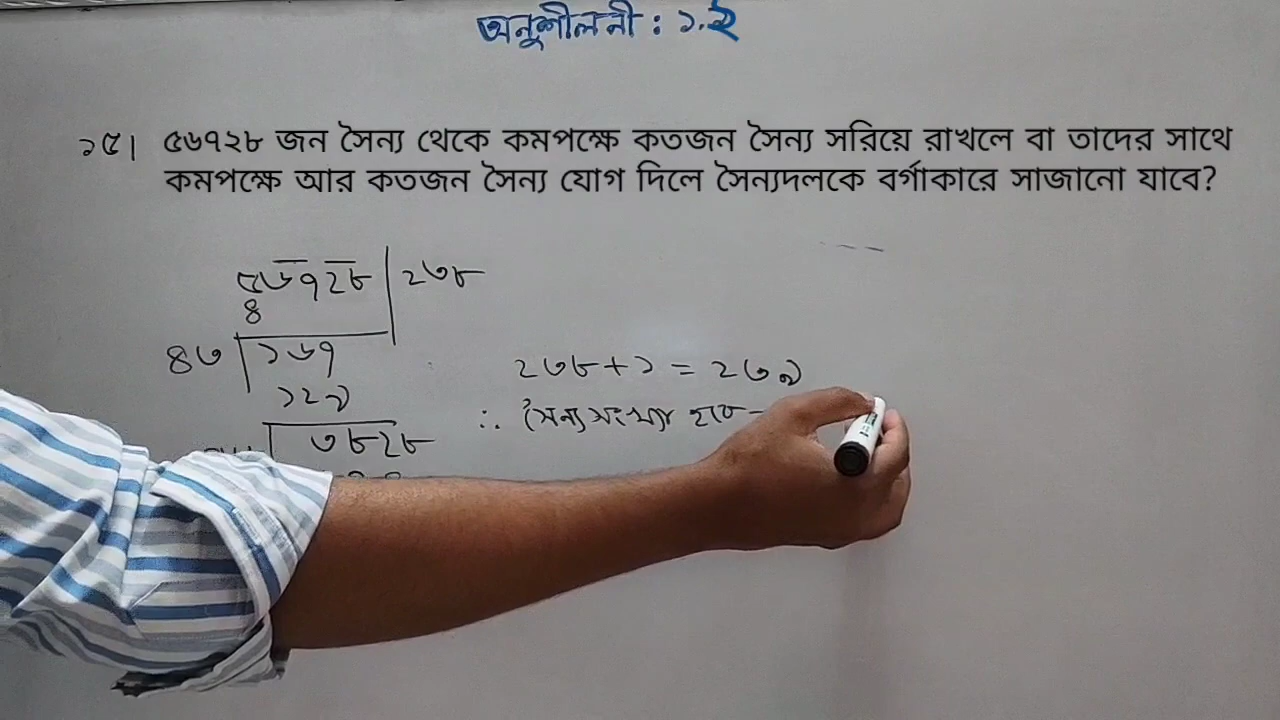 অনুশীলনী : ১.২
১৫| ৫৬৭২৮ জন সৈন্য থেকে কমপক্ষে কতজন সৈন্য সরিয়ে রাখলে বা তাদের সাথে
কমপক্ষে আর কতজন সৈন্য যোগ দিলে সৈন্যদলকে বর্গাকারে সাজানো যাবে?
৫৬৭২৮ | ২৩৮
৪
৪৩ | ১৬৭
১২৯
৩৮২৮
২৩৮ + ১ = ২৩৯
∴ সৈন্য সংখ্যা হবে